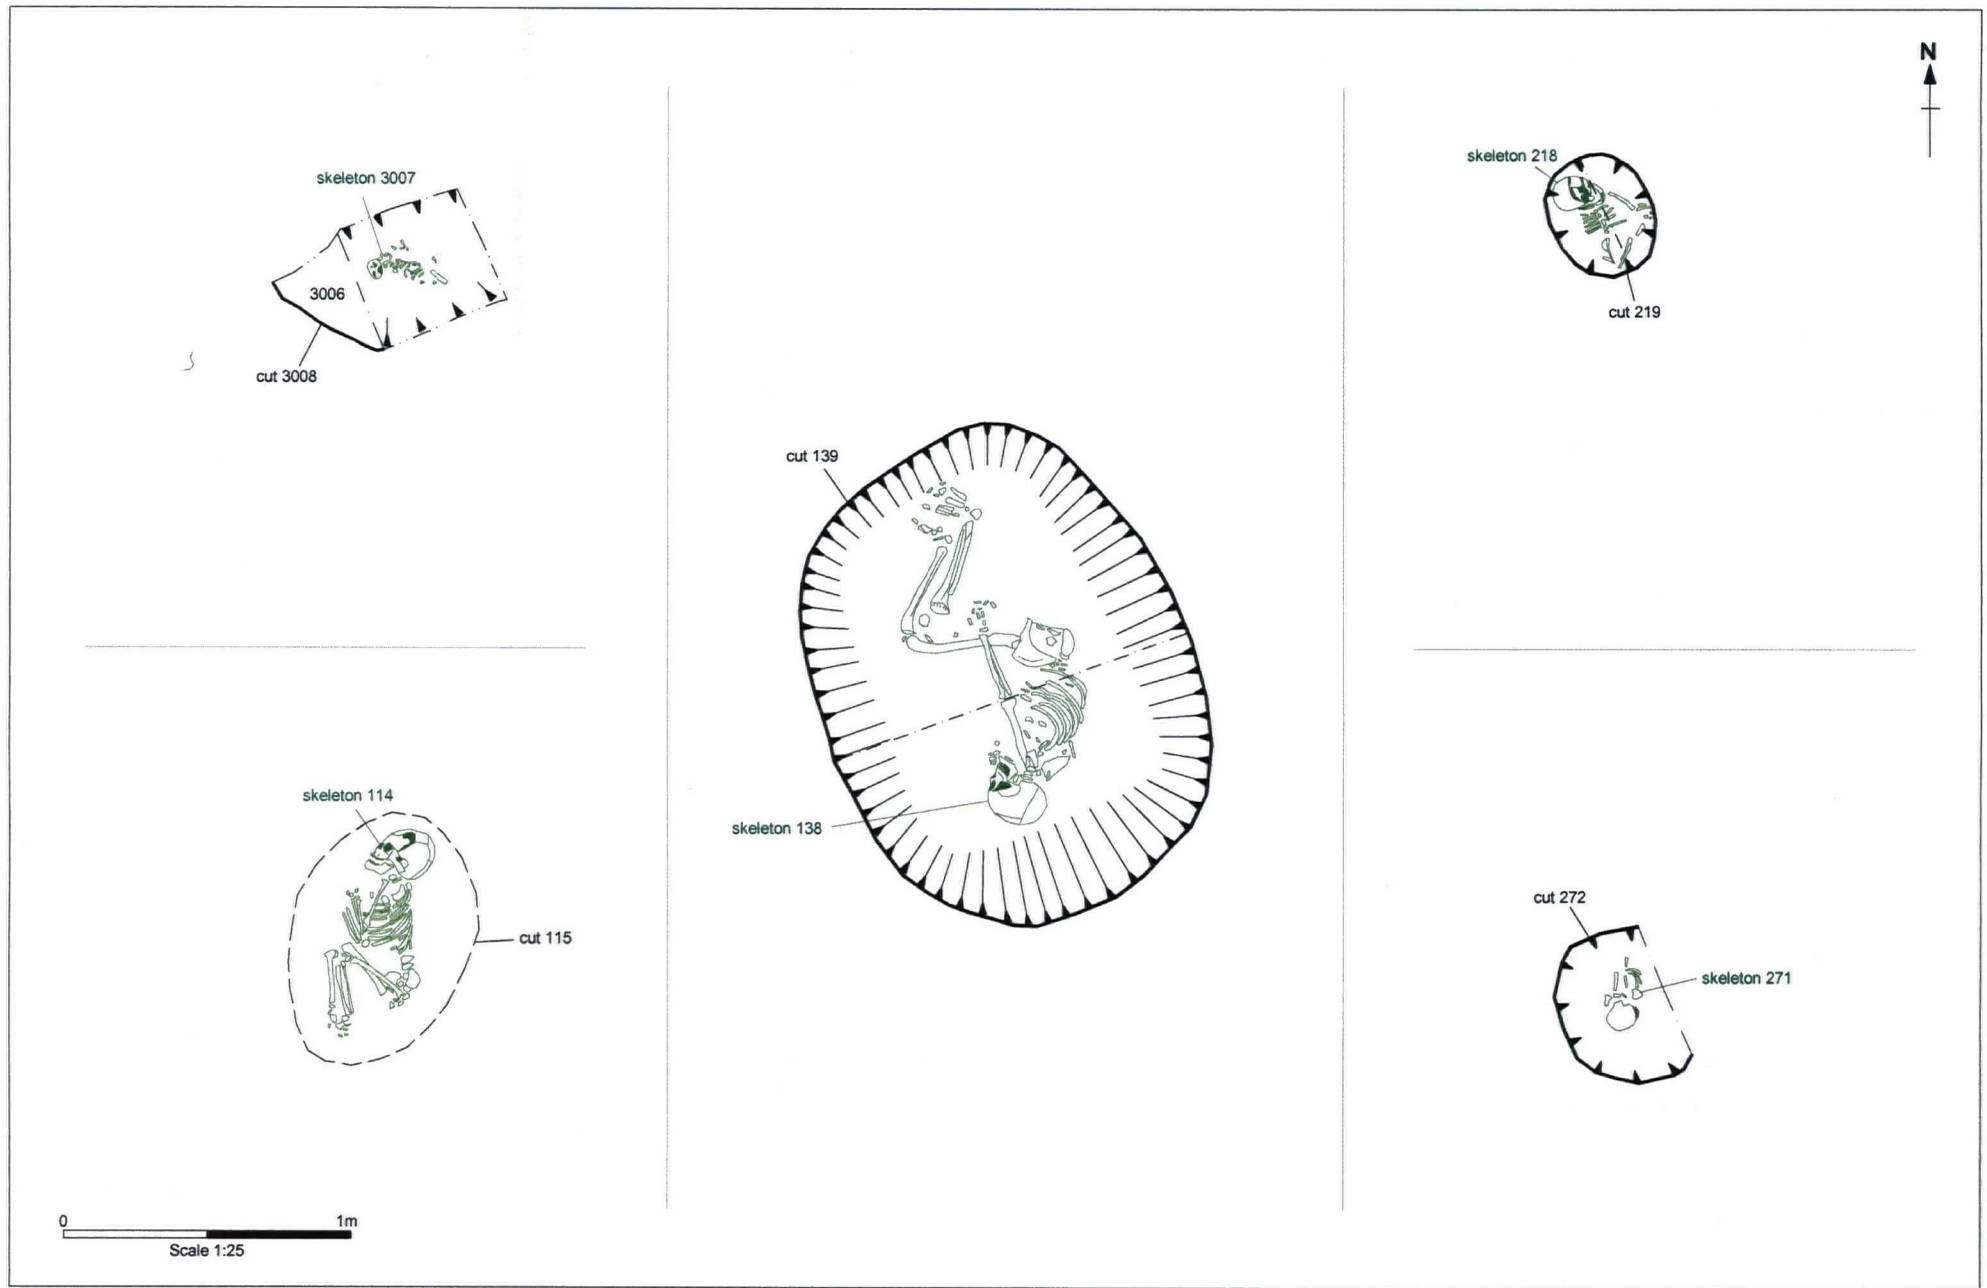 N
skeleton 3007
3006
cut 3008
skeleton 218
cut 219
cut 139
skeleton 138
skeleton 114
cut 115
cut 272
skeleton 271
0 1m
Scale 1:25